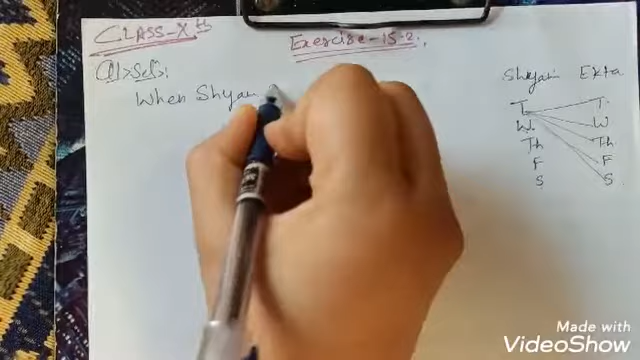 CLASS-Xth
Exercise-15.2:
Q1>Sol>:
When Shyam
Shyam Ekta
T T
W W
Th Th
F F
S S
Made with
VideoShow